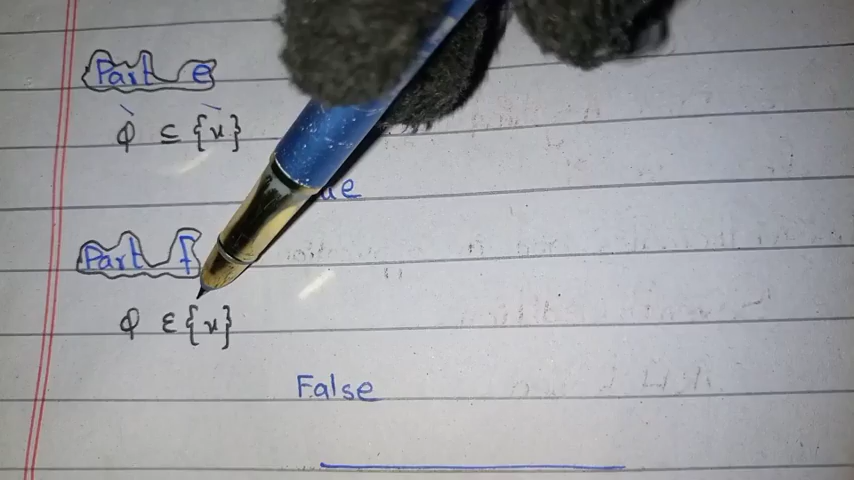 Part e
Φ ⊆ {x}
Part f
Φ ∈ {x}
False